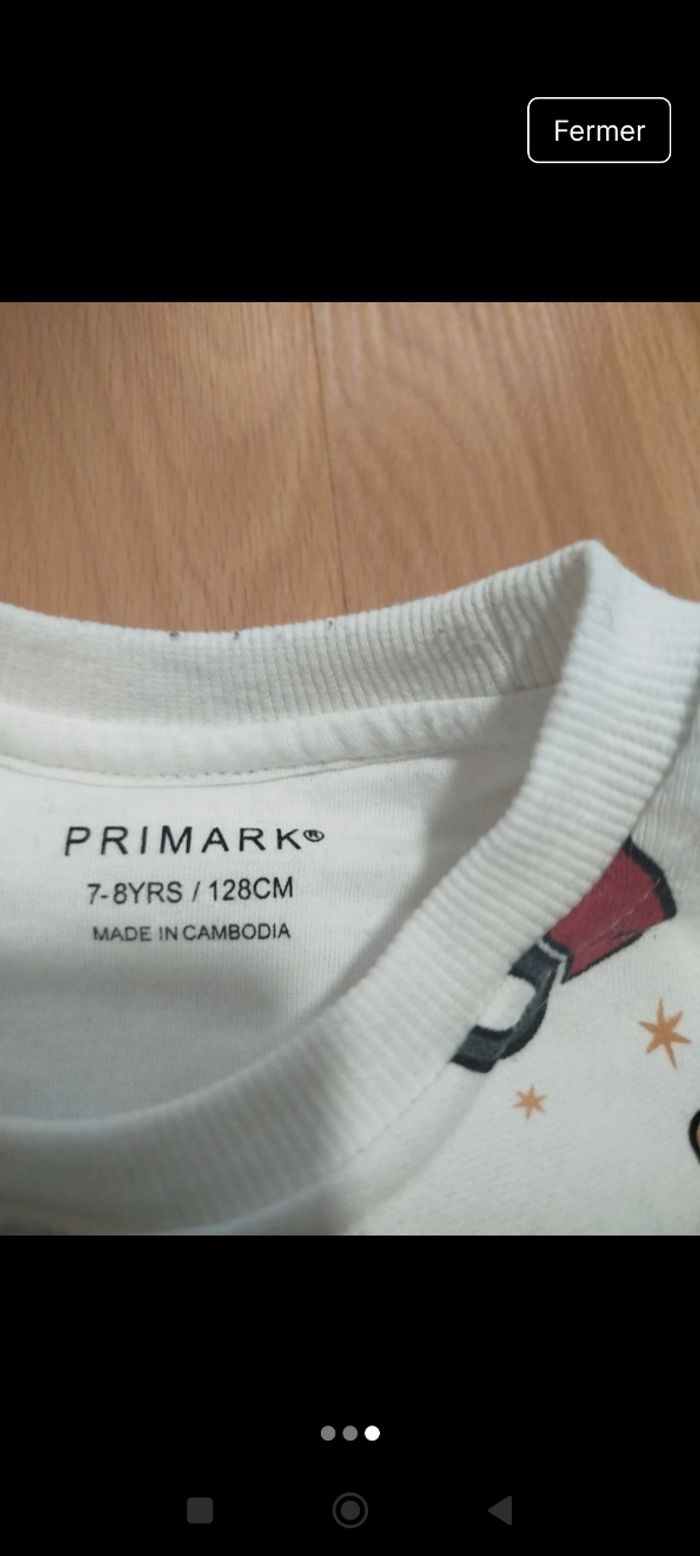 Fermer
PRIMARK®
7-8YRS / 128CM
MADE IN CAMBODIA